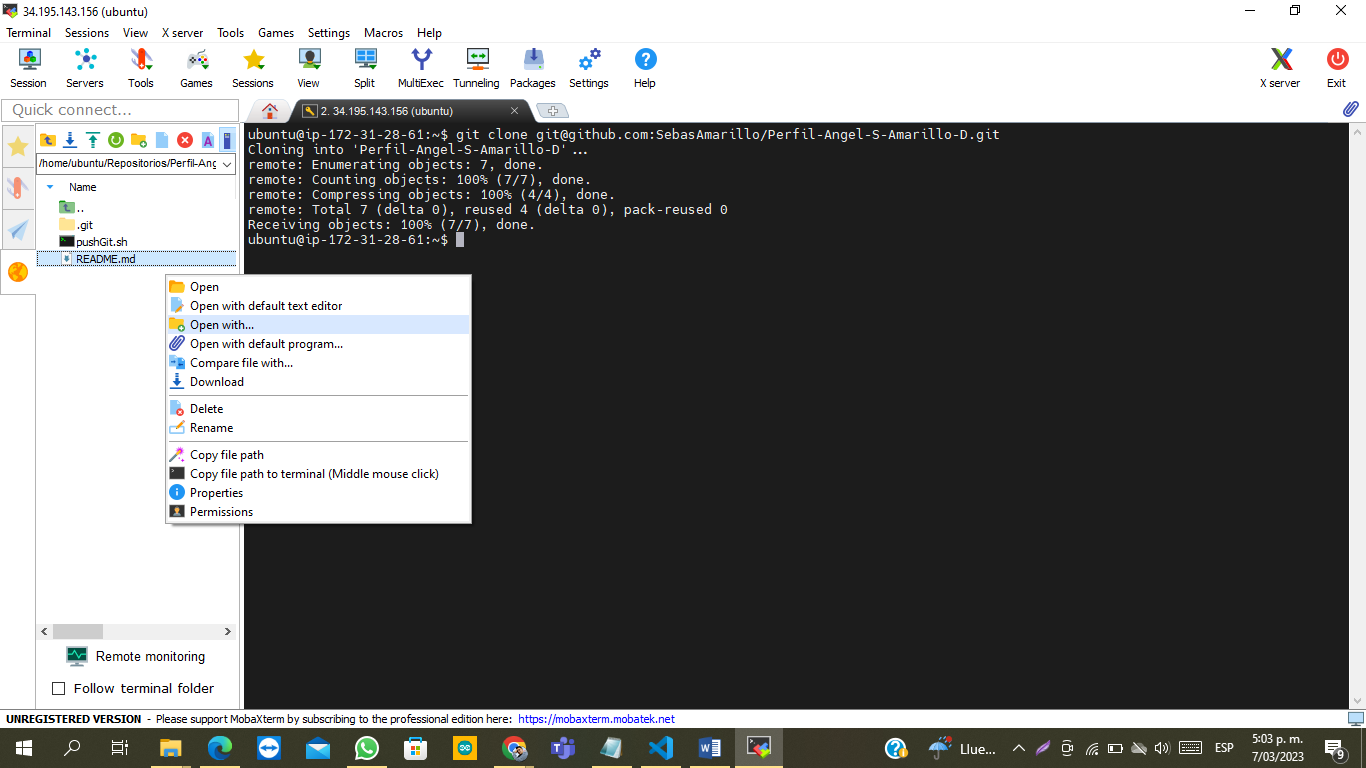 34.195.143.156 (ubuntu)
Terminal Sessions View X server Tools Games Settings Macros Help
Session Servers Tools Games Sessions View Split MultiExec Tunneling Packages Settings Help X server Exit
Quick connect...
2. 34.195.143.156 (ubuntu)
/home/ubuntu/Repositorios/Perfil-Ang
Name
..
.git
pushGit.sh
README.md
ubuntu@ip-172-31-28-61:~$ git clone git@github.com:SebasAmarillo/Perfil-Angel-S-Amarillo-D.git
Cloning into 'Perfil-Angel-S-Amarillo-D'...
remote: Enumerating objects: 7, done.
remote: Counting objects: 100% (7/7), done.
remote: Compressing objects: 100% (4/4), done.
remote: Total 7 (delta 0), reused 4 (delta 0), pack-reused 0
Receiving objects: 100% (7/7), done.
ubuntu@ip-172-31-28-61:~$
Open
Open with default text editor
Open with...
Open with default program...
Compare file with...
Download
Delete
Rename
Copy file path
Copy file path to terminal (Middle mouse click)
Properties
Permissions
Remote monitoring
Follow terminal folder
UNREGISTERED VERSION - Please support MobaXterm by subscribing to the professional edition here: https://mobaxterm.mobatek.net
Llue... ESP
5:03 p. m.
7/03/2023
9